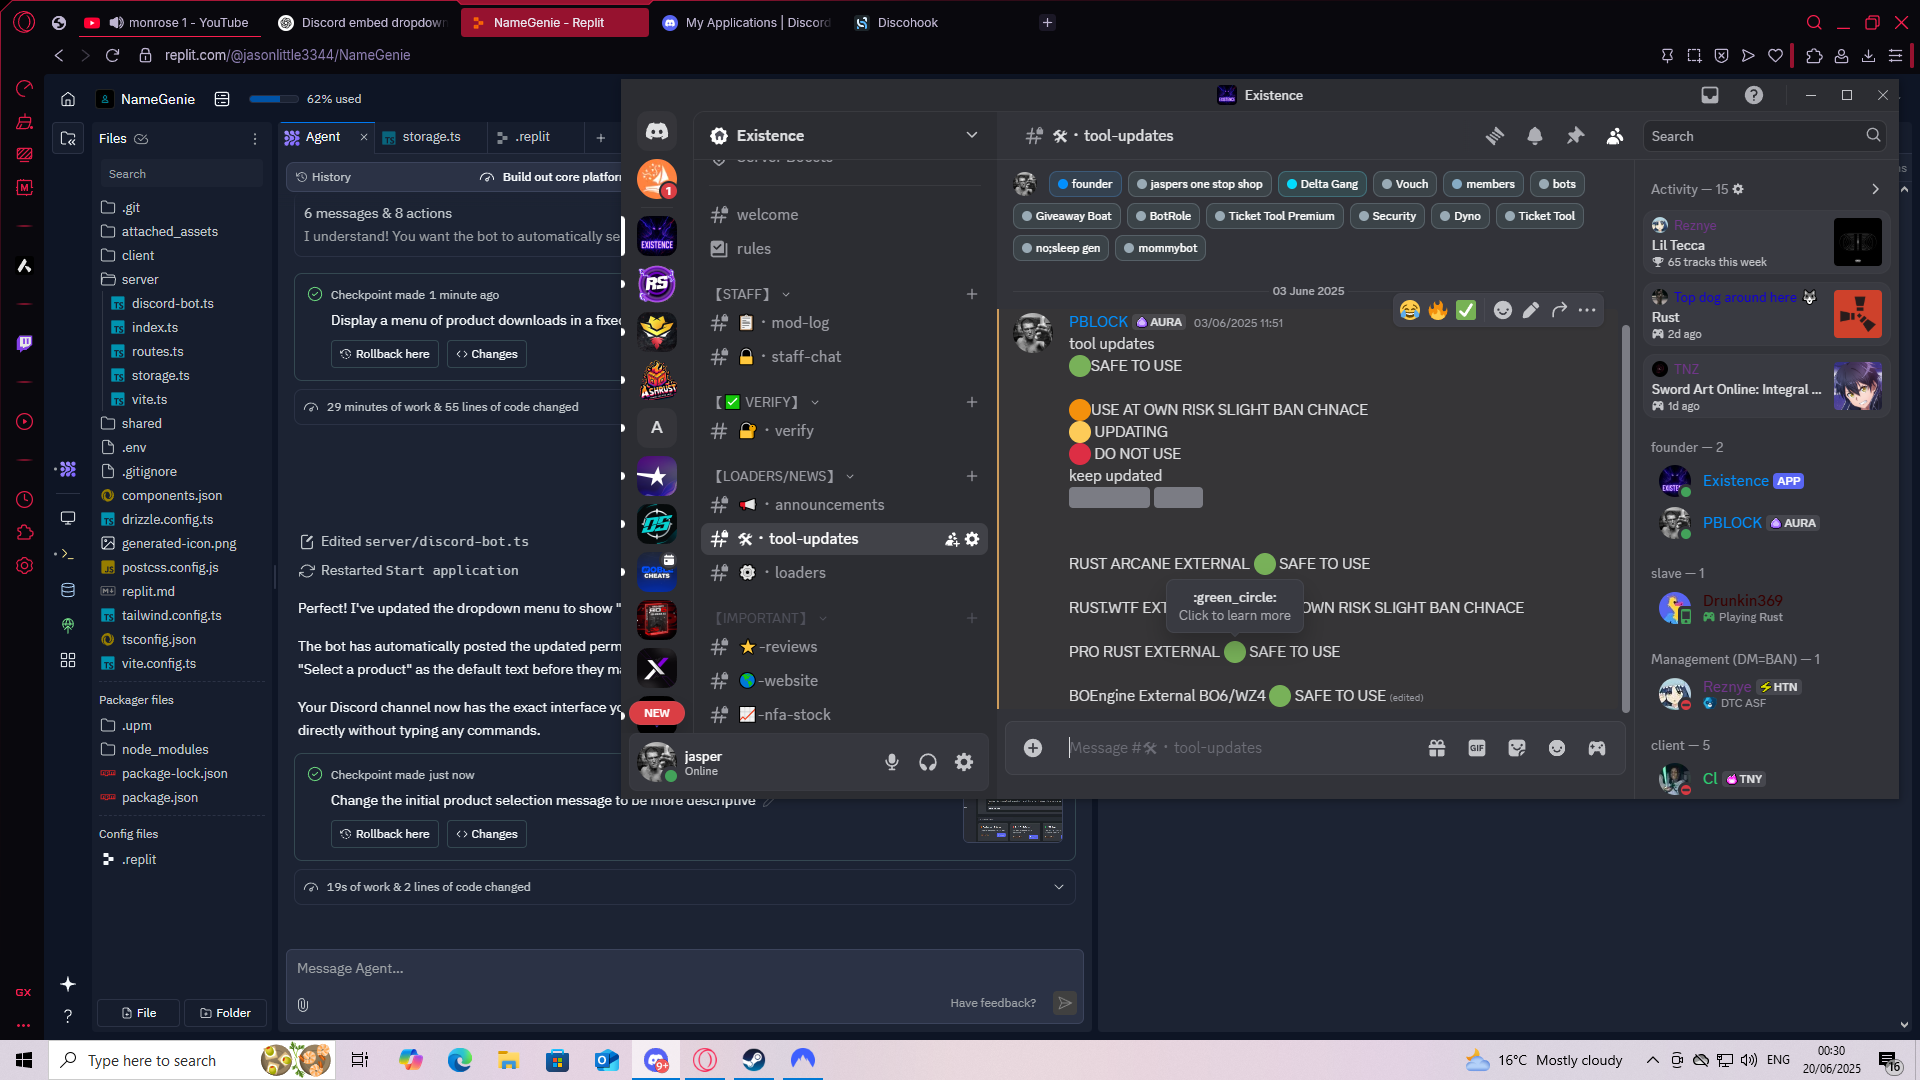 monrose 1 - YouTube
Discord embed dropdown
NameGenie - Replit
My Applications | Discord
Discohook
replit.com/@jasonlittle3344/NameGenie
NameGenie
62% used
Files
Search
.git
attached_assets
client
server
discord-bot.ts
index.ts
routes.ts
storage.ts
vite.ts
shared
.env
.gitignore
components.json
drizzle.config.ts
generated-icon.png
postcss.config.js
replit.md
tailwind.config.ts
tsconfig.json
vite.config.ts
Packager files
.upm
node_modules
package-lock.json
package.json
Config files
.replit
File
Folder
Agent
storage.ts
.replit
History
Build out core platforn
6 messages & 8 actions
I understand! You want the bot to automatically se
Checkpoint made 1 minute ago
Display a menu of product downloads in a fixed
Rollback here
Changes
29 minutes of work & 55 lines of code changed
Edited server/discord-bot.ts
Restarted Start application
Perfect! I've updated the dropdown menu to show "
The bot has automatically posted the updated perm
"Select a product" as the default text before they ma
Your Discord channel now has the exact interface yo
directly without typing any commands.
Checkpoint made just now
Change the initial product selection message to be more descriptive
Rollback here
Changes
19s of work & 2 lines of code changed
Message Agent...
Have feedback?
Existence
1
EXISTENCE
RS
ASHRUST
A
NEW
Existence
Server Boosts
welcome
rules
【STAFF】
📋・mod-log
🔒・staff-chat
【✅ VERIFY】
🔐・verify
【LOADERS/NEWS】
📢・announcements
🛠・tool-updates
⚙・loaders
【IMPORTANT】
⭐-reviews
🌎-website
📈-nfa-stock
jasper
Online
🛠・tool-updates
Search
founder
jaspers one stop shop
Delta Gang
Vouch
members
bots
Giveaway Boat
BotRole
Ticket Tool Premium
Security
Dyno
Ticket Tool
no;sleep gen
mommybot
03 June 2025
PBLOCK AURA 03/06/2025 11:51
tool updates
🟢SAFE TO USE
🟠USE AT OWN RISK SLIGHT BAN CHNACE
🟡 UPDATING
🔴 DO NOT USE
keep updated
RUST ARCANE EXTERNAL 🟢 SAFE TO USE
:green_circle:
Click to learn more
RUST.WTF EXT OWN RISK SLIGHT BAN CHNACE
PRO RUST EXTERNAL 🟢 SAFE TO USE
BOEngine External BO6/WZ4 🟢 SAFE TO USE (edited)
Message #🛠・tool-updates
GIF
Activity — 15
Reznye
Lil Tecca
65 tracks this week
Top dog around here
Rust
2d ago
TNZ
Sword Art Online: Integral ...
1d ago
founder — 2
Existence APP
PBLOCK AURA
slave — 1
Drunkin369
Playing Rust
Management (DM=BAN) — 1
Reznye HTN
DTC ASF
client — 5
Cl TNY
GX
Type here to search
9+
16°C Mostly cloudy
ENG
00:30
20/06/2025
16